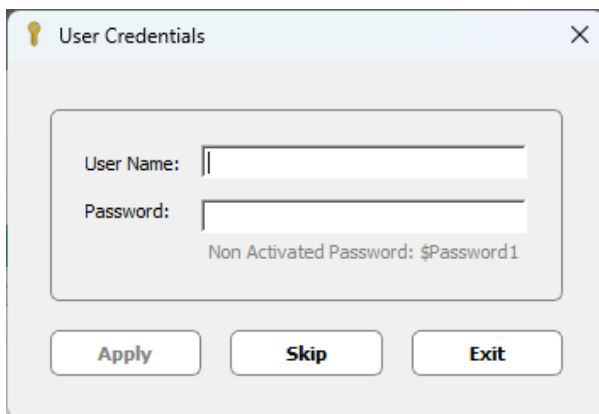 User Credentials
User Name:
Password:
Non Activated Password: $Password1
Apply Skip Exit